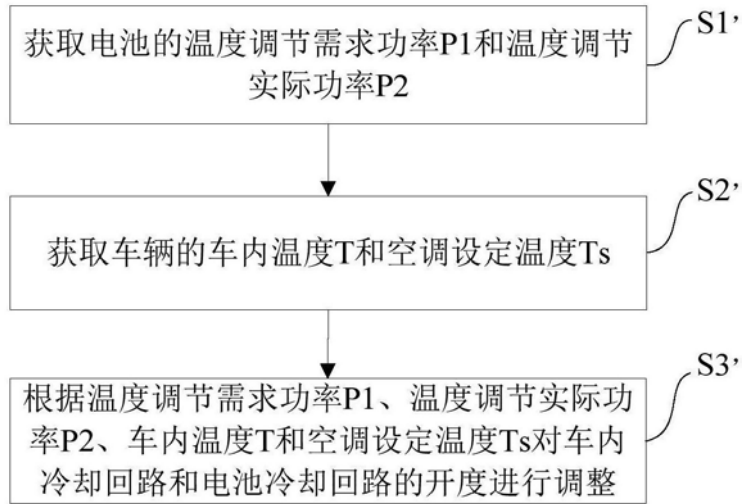 获取电池的温度调节需求功率P1和温度调节
实际功率P2
S1’
获取车辆的车内温度T和空调设定温度Ts
S2’
根据温度调节需求功率P1、温度调节实际功
率P2、车内温度T和空调设定温度Ts对车内
冷却回路和电池冷却回路的开度进行调整
S3’